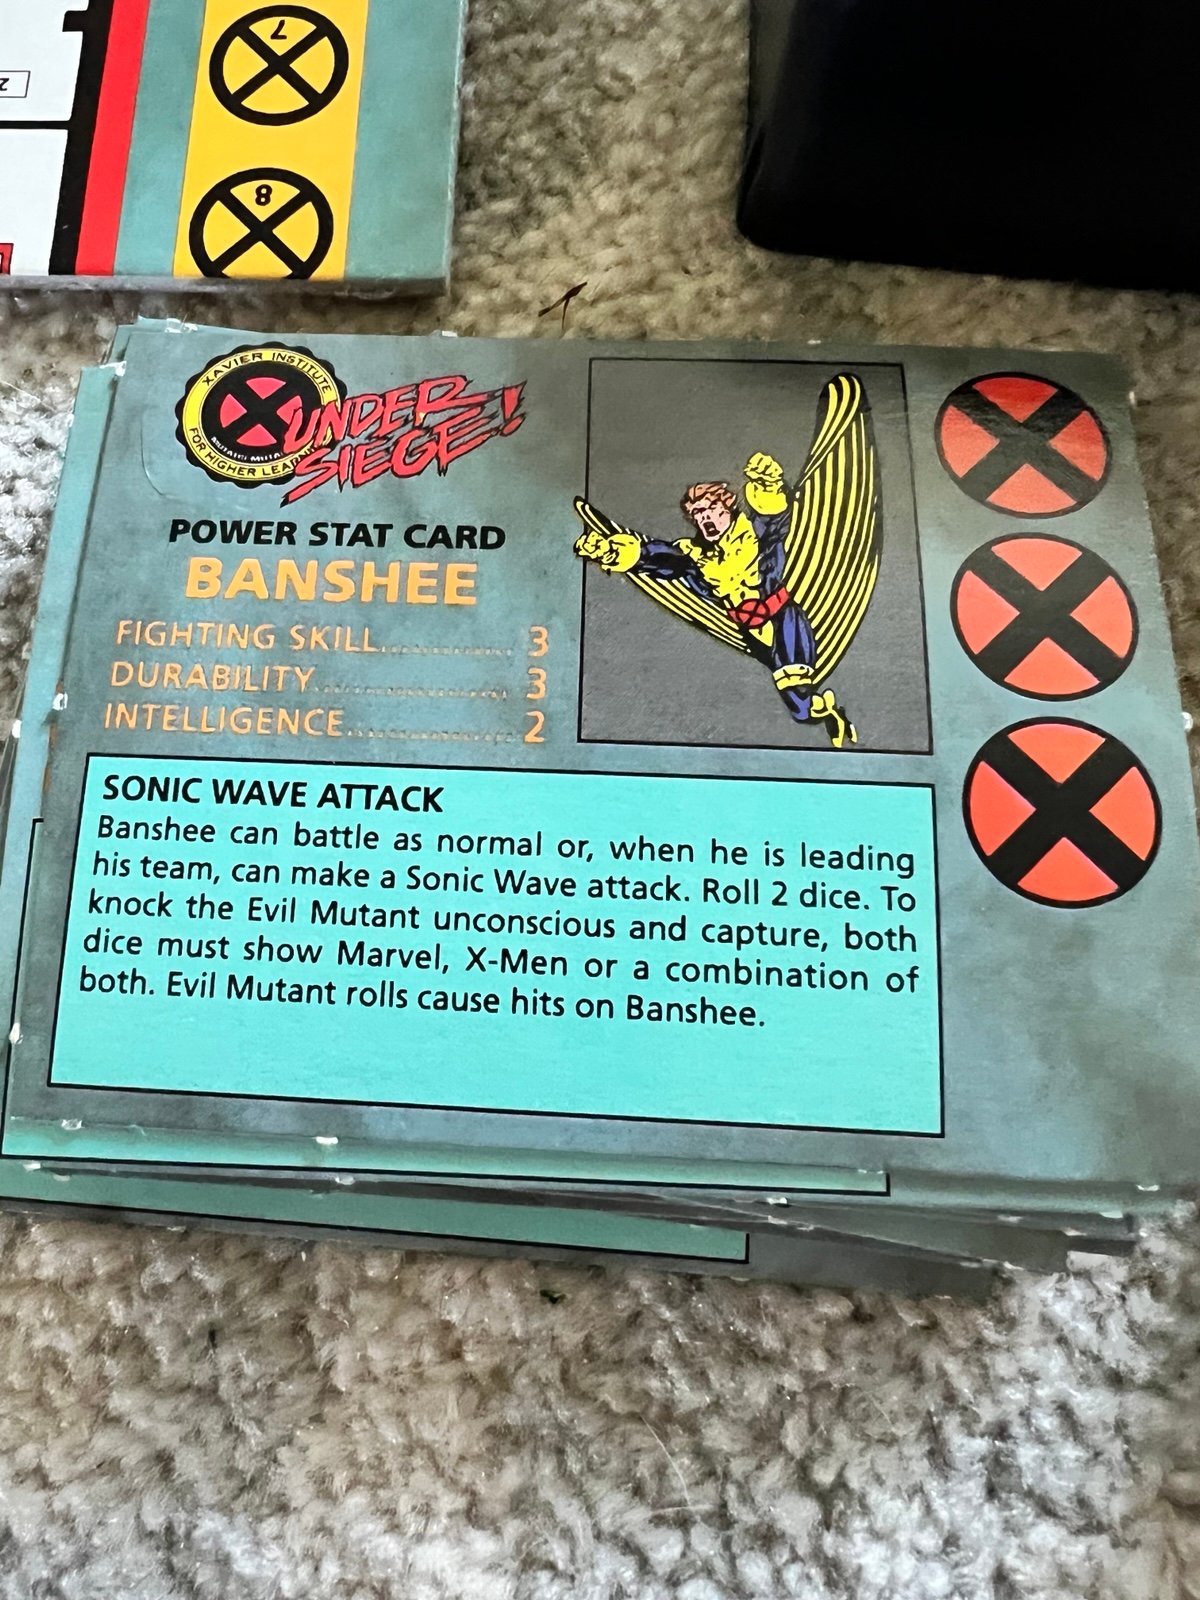 7
8
XAVIER INSTITUTE
FOR HIGHER LEARNING
UNDER
SIEGE!
POWER STAT CARD
BANSHEE
FIGHTING SKILL.................... 3
DURABILITY.......................... 3
INTELLIGENCE....................... 2
SONIC WAVE ATTACK
Banshee can battle as normal or, when he is leading
his team, can make a Sonic Wave attack. Roll 2 dice. To
knock the Evil Mutant unconscious and capture, both
dice must show Marvel, X-Men or a combination of
both. Evil Mutant rolls cause hits on Banshee.